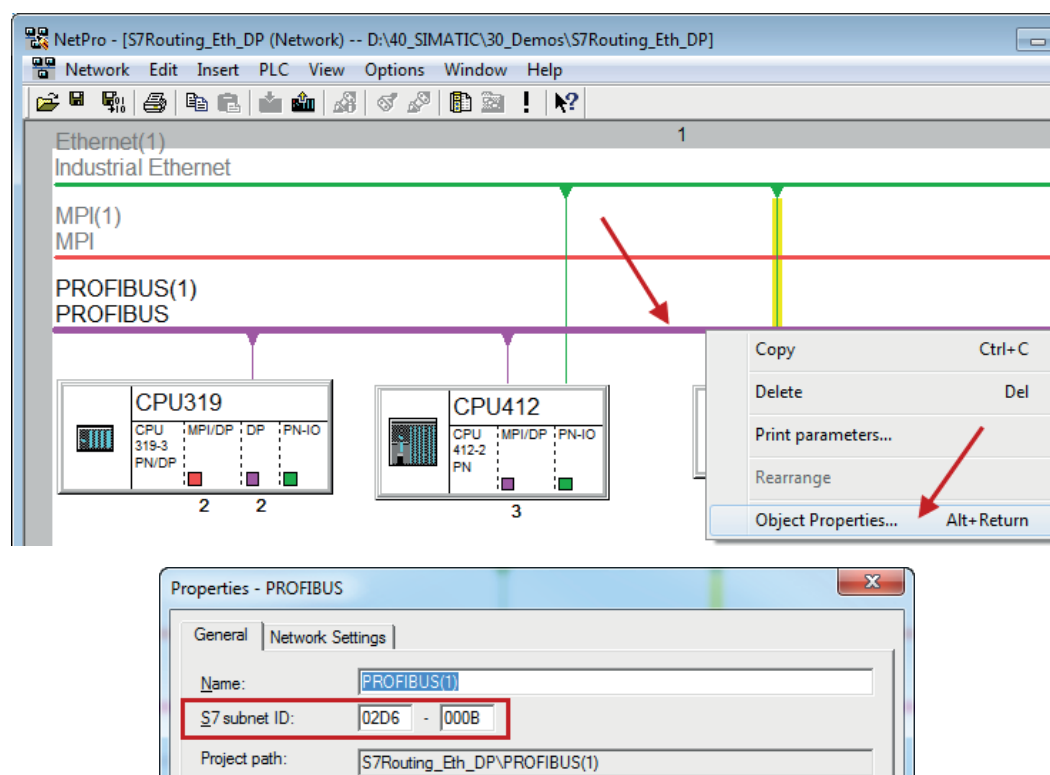 NetPro - [S7Routing_Eth_DP (Network) -- D:\40_SIMATIC\30_Demos\S7Routing_Eth_DP]
Network Edit Insert PLC View Options Window Help
1
Ethernet(1)
Industrial Ethernet
MPI(1)
MPI
PROFIBUS(1)
PROFIBUS
CPU319
CPU 319-3 PN/DP
MPI/DP
DP
PN-IO
2
2
CPU412
CPU 412-2 PN
MPI/DP
PN-IO
3
Copy Ctrl+C
Delete Del
Print parameters...
Rearrange
Object Properties... Alt+Return
Properties - PROFIBUS
General Network Settings
Name: PROFIBUS(1)
S7 subnet ID: 02D6 - 000B
Project path: S7Routing_Eth_DP\PROFIBUS(1)